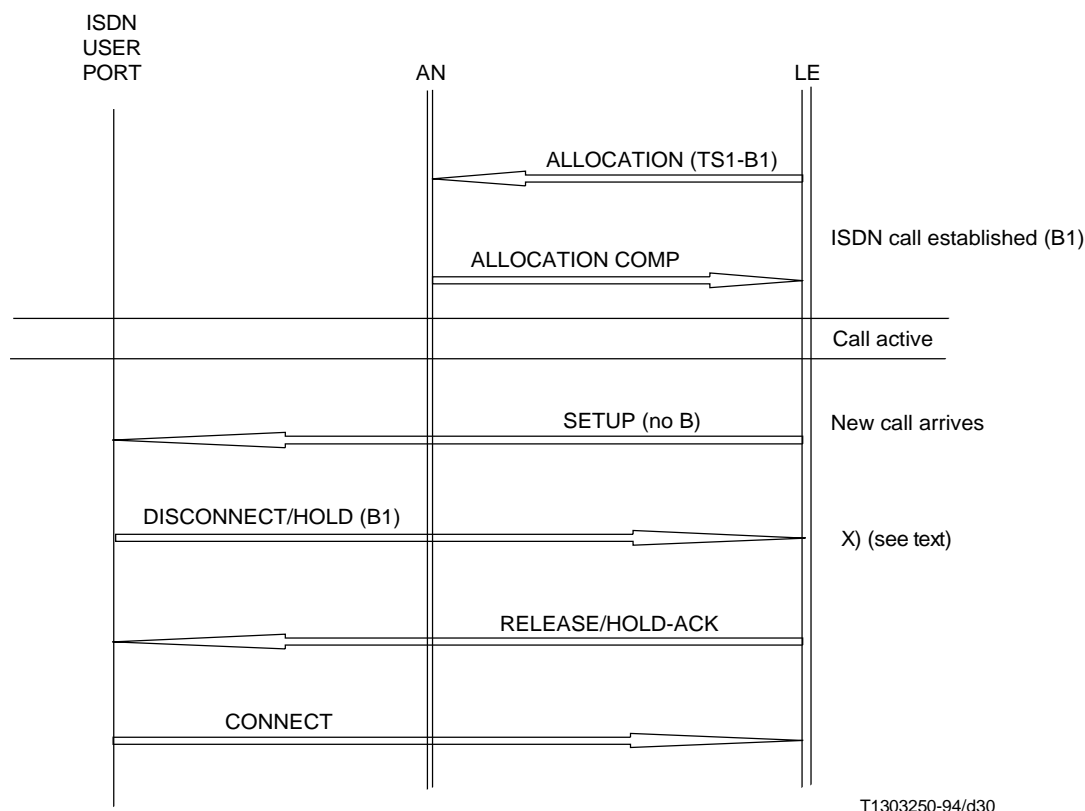 ISDN
USER
PORT
AN
LE
ALLOCATION (TS1-B1)
ISDN call established (B1)
ALLOCATION COMP
Call active
SETUP (no B)
New call arrives
DISCONNECT/HOLD (B1)
X) (see text)
RELEASE/HOLD-ACK
CONNECT
T1303250-94/d30